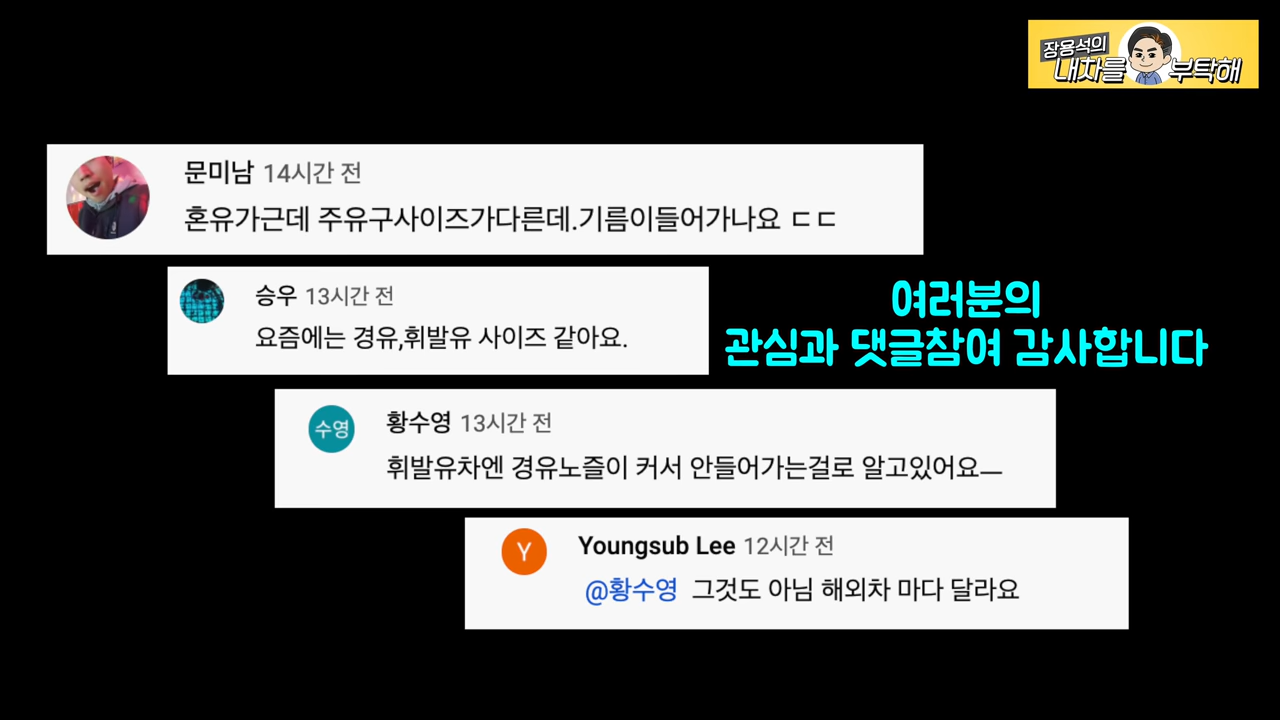 장용석의
내차를 부탁해
문미남 14시간 전
혼유가근데 주유구사이즈가다른데.기름이들어가나요 ㄷㄷ
승우 13시간 전
요즘에는 경유,휘발유 사이즈 같아요.
여러분의
관심과 댓글참여 감사합니다
수영
황수영 13시간 전
휘발유차엔 경유노즐이 커서 안들어가는걸로 알고있어요ㅡ
Y
Youngsub Lee 12시간 전
@황수영 그것도 아님 해외차 마다 달라요